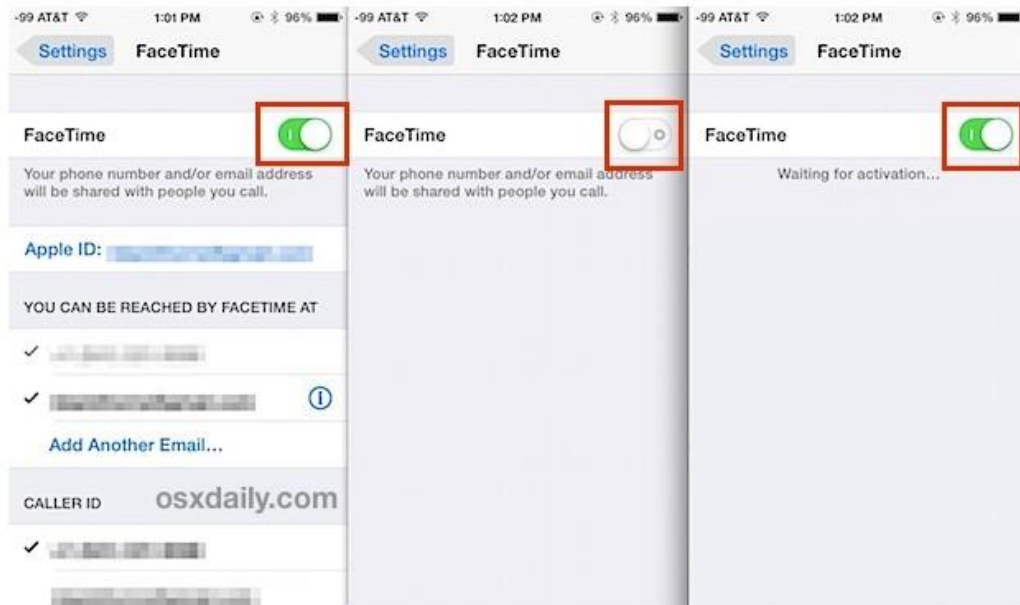 -99 AT&T 1:01 PM 96%
Settings FaceTime
FaceTime
Your phone number and/or email address
will be shared with people you call.
Apple ID:
YOU CAN BE REACHED BY FACETIME AT
Add Another Email...
CALLER ID
osxdaily.com
-99 AT&T 1:02 PM 96%
Settings FaceTime
FaceTime
Your phone number and/or email address
will be shared with people you call.
-99 AT&T 1:02 PM 96%
Settings FaceTime
FaceTime
Waiting for activation...